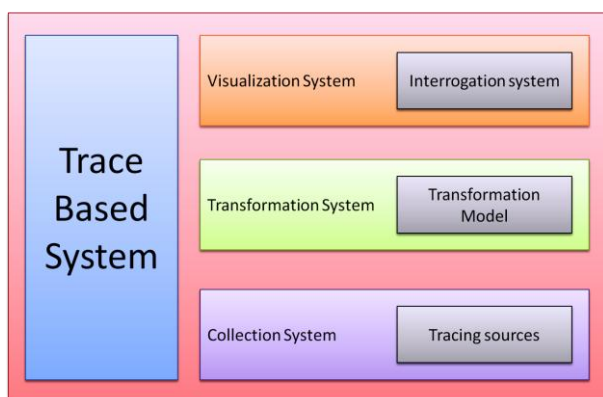 Trace
Based
System
Visualization System
Interrogation system
Transformation System
Transformation
Model
Collection System
Tracing sources